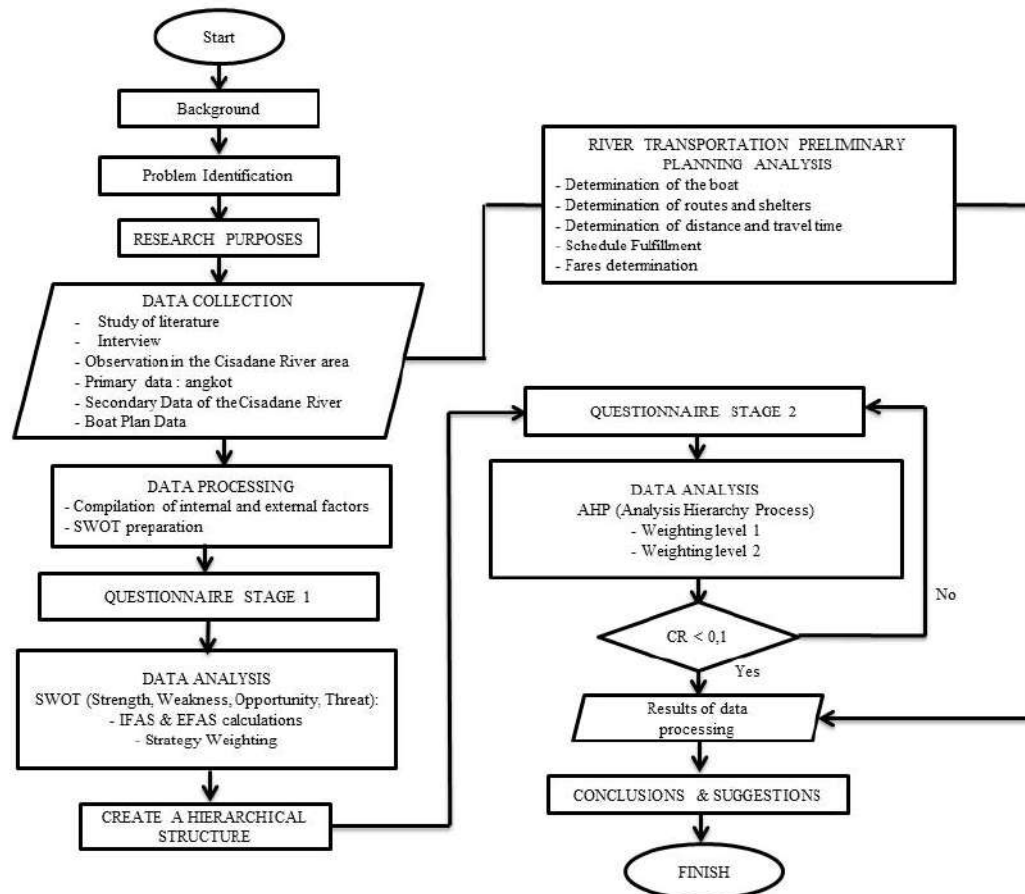 Start
Background
Problem Identification
RESEARCH PURPOSES
DATA COLLECTION
- Study of literature
- Interview
- Observation in the Cisadane River area
- Primary data : angkot
- Secondary Data of the Cisadane River
- Boat Plan Data
DATA PROCESSING
- Compilation of internal and external factors
- SWOT preparation
QUESTIONNAIRE STAGE 1
DATA ANALYSIS
SWOT (Strength, Weakness, Opportunity, Threat):
- IFAS & EFAS calculations
- Strategy Weighting
CREATE A HIERARCHICAL
STRUCTURE
RIVER TRANSPORTATION PRELIMINARY
PLANNING ANALYSIS
- Determination of the boat
- Determination of routes and shelters
- Determination of distance and travel time
- Schedule Fulfillment
- Fares determination
QUESTIONNAIRE STAGE 2
DATA ANALYSIS
AHP (Analysis Hierarchy Process)
- Weighting level 1
- Weighting level 2
No
CR < 0,1
Yes
Results of data
processing
CONCLUSIONS & SUGGESTIONS
FINISH